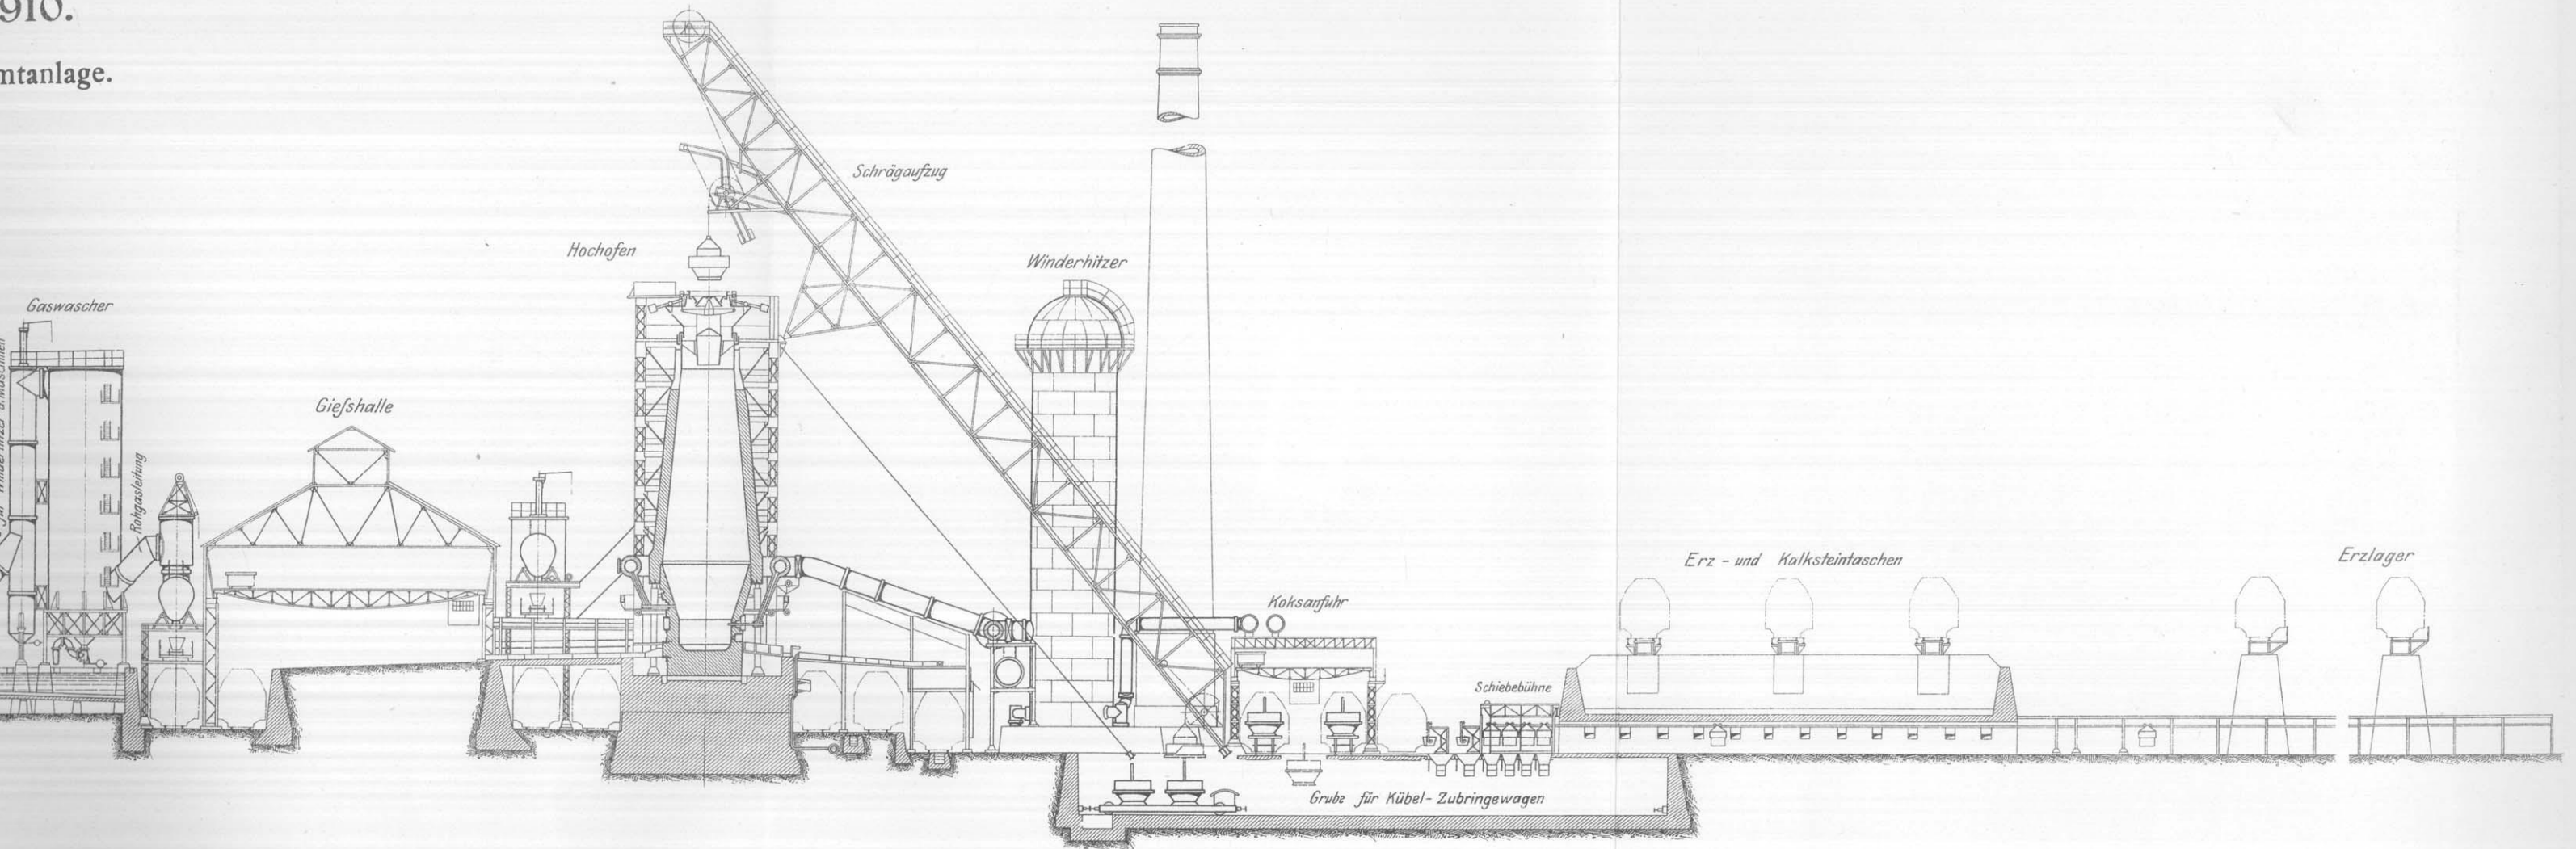 910.
mtanlage.
Schrägaufzug
Hochofen
Winderhitzer
Gaswascher
Gieſshalle
Rohgasleitung
Erz - und Kalksteintaschen
Erzlager
Koksanfuhr
Schiebebühne
Grube für Kübel - Zubringewagen